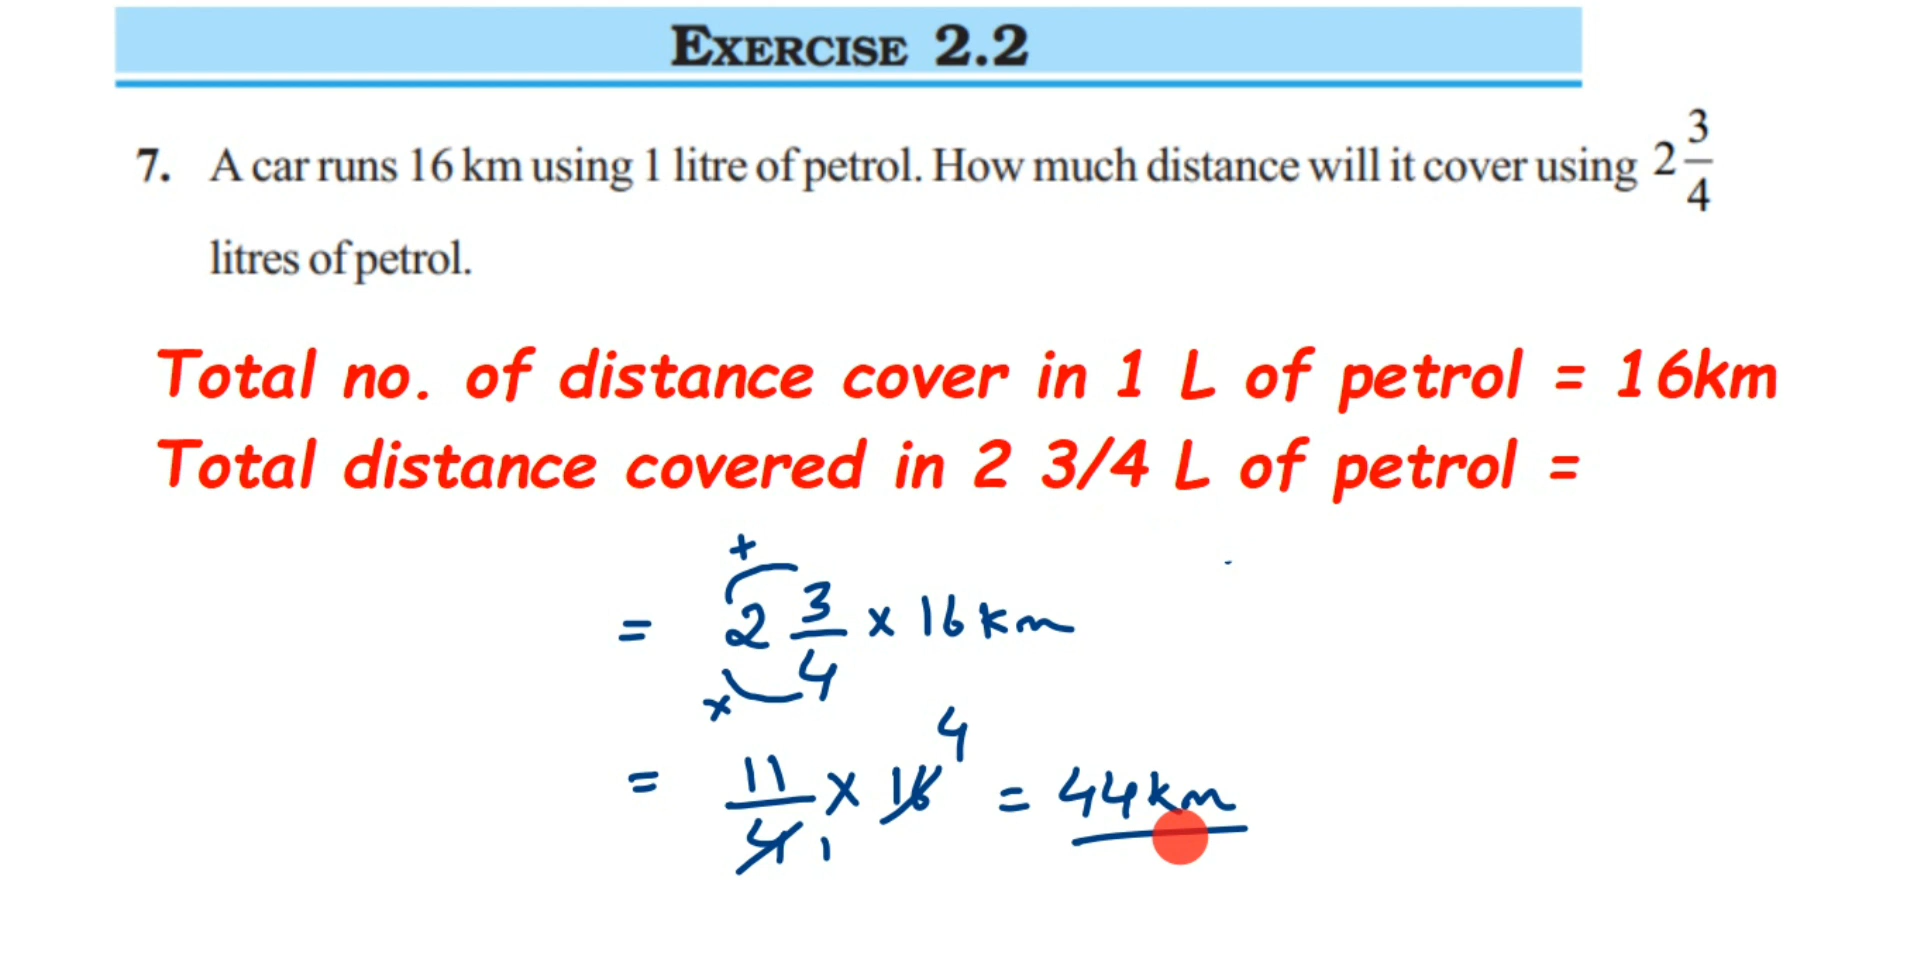 EXERCISE 2.2
7. A car runs 16 km using 1 litre of petrol. How much distance will it cover using 2 3/4
litres of petrol.
Total no. of distance cover in 1 L of petrol = 16km
Total distance covered in 2 3/4 L of petrol =
+
= 2 3/4 x 16 km
x
4
= 11/4 x 16 = 44km
1